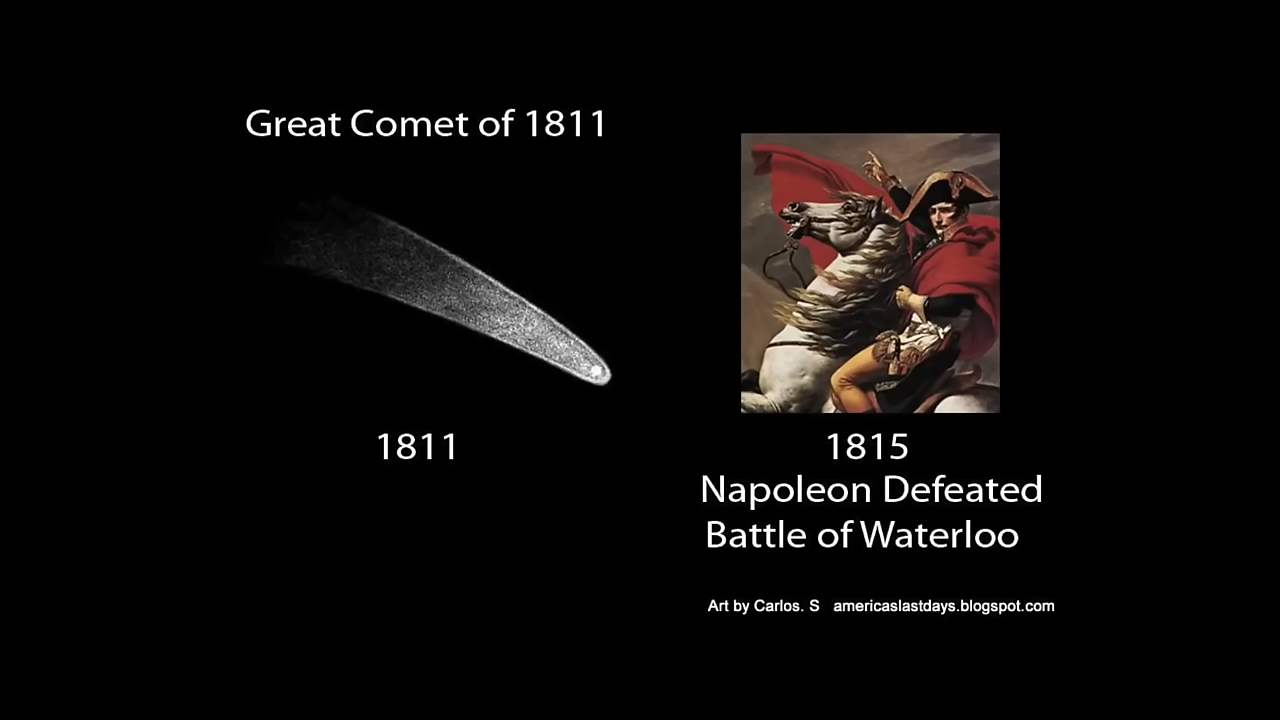 Great Comet of 1811
1811
1815
Napoleon Defeated
Battle of Waterloo
Art by Carlos. S americaslastdays.blogspot.com